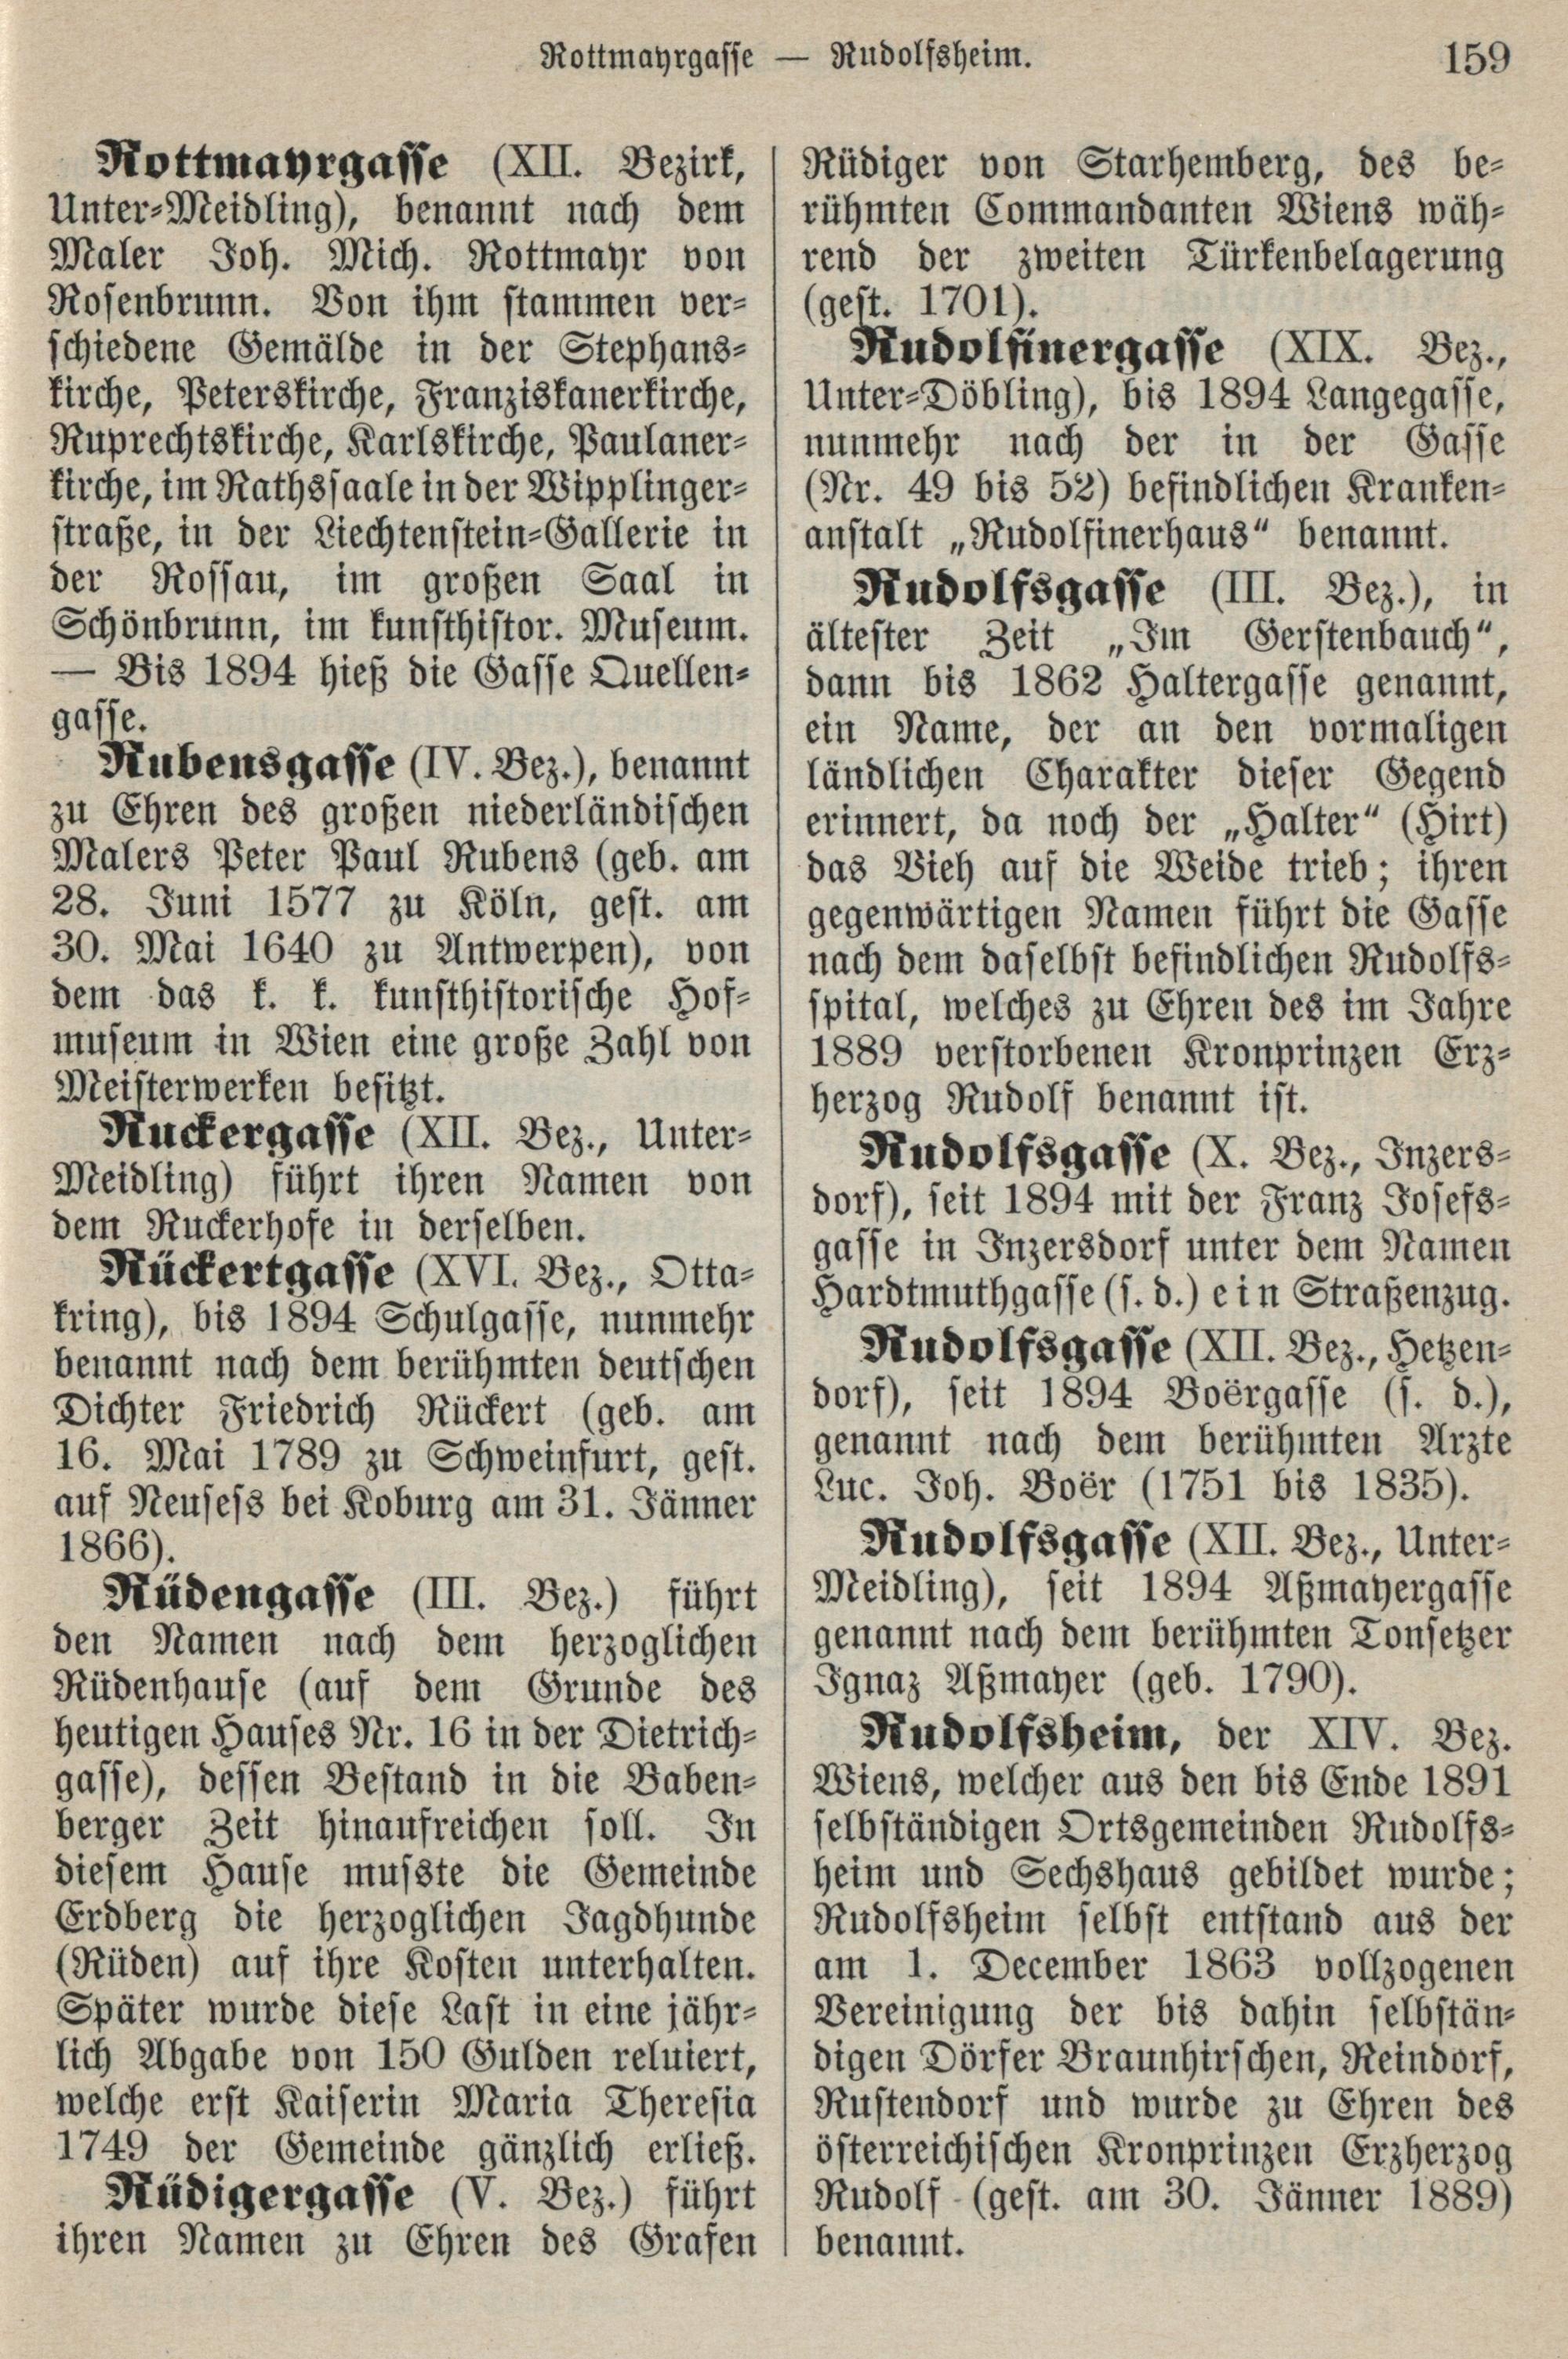 Rottmayrgasse — Rudolfsheim.
159
Rottmayrgasse (XII. Bezirk,
Unter-Meidling), benannt nach dem
Maler Joh. Mich. Rottmayr von
Rosenbrunn. Von ihm stammen ver-
schiedene Gemälde in der Stephans-
kirche, Peterskirche, Franziskanerkirche,
Ruprechtskirche, Karlskirche, Paulaner-
kirche, im Rathssaale in der Wipplinger-
straße, in der Liechtenstein-Gallerie in
der Rossau, im großen Saal in
Schönbrunn, im kunsthistor. Museum.
— Bis 1894 hieß die Gasse Quellen-
gasse.
Rubensgasse (IV. Bez.), benannt
zu Ehren des großen niederländischen
Malers Peter Paul Rubens (geb. am
28. Juni 1577 zu Köln, gest. am
30. Mai 1640 zu Antwerpen), von
dem das k. k. kunsthistorische Hof-
museum in Wien eine große Zahl von
Meisterwerken besitzt.
Ruckergasse (XII. Bez., Unter-
Meidling) führt ihren Namen von
dem Ruckerhofe in derselben.
Rückertgasse (XVI. Bez., Otta-
kring), bis 1894 Schulgasse, nunmehr
benannt nach dem berühmten deutschen
Dichter Friedrich Rückert (geb. am
16. Mai 1789 zu Schweinfurt, gest.
auf Neusess bei Koburg am 31. Jänner
1866).
Rüdengasse (III. Bez.) führt
den Namen nach dem herzoglichen
Rüdenhause (auf dem Grunde des
heutigen Hauses Nr. 16 in der Dietrich-
gasse), dessen Bestand in die Baben-
berger Zeit hinaufreichen soll. In
diesem Hause musste die Gemeinde
Erdberg die herzoglichen Jagdhunde
(Rüden) auf ihre Kosten unterhalten.
Später wurde diese Last in eine jähr-
lich Abgabe von 150 Gulden reluiert,
welche erst Kaiserin Maria Theresia
1749 der Gemeinde gänzlich erließ.
Rüdigergasse (V. Bez.) führt
ihren Namen zu Ehren des Grafen
Rüdiger von Starhemberg, des be-
rühmten Commandanten Wiens wäh-
rend der zweiten Türkenbelagerung
(gest. 1701).
Rudolfinergasse (XIX. Bez.,
Unter-Döbling), bis 1894 Langegasse,
nunmehr nach der in der Gasse
(Nr. 49 bis 52) befindlichen Kranken-
anstalt „Rudolfinerhaus“ benannt.
Rudolfsgasse (III. Bez.), in
ältester Zeit „Im Gerstenbauch“,
dann bis 1862 Haltergasse genannt,
ein Name, der an den vormaligen
ländlichen Charakter dieser Gegend
erinnert, da noch der „Halter“ (Hirt)
das Vieh auf die Weide trieb; ihren
gegenwärtigen Namen führt die Gasse
nach dem daselbst befindlichen Rudolfs-
spital, welches zu Ehren des im Jahre
1889 verstorbenen Kronprinzen Erz-
herzog Rudolf benannt ist.
Rudolfsgasse (X. Bez., Inzers-
dorf), seit 1894 mit der Franz Josefs-
gasse in Inzersdorf unter dem Namen
Hardtmuthgasse (s. d.) ein Straßenzug.
Rudolfsgasse (XII. Bez., Hetzen-
dorf), seit 1894 Boërgasse (s. d.),
genannt nach dem berühmten Arzte
Luc. Joh. Boër (1751 bis 1835).
Rudolfsgasse (XII. Bez., Unter-
Meidling), seit 1894 Aßmayergasse
genannt nach dem berühmten Tonsetzer
Ignaz Aßmayer (geb. 1790).
Rudolfsheim, der XIV. Bez.
Wiens, welcher aus den bis Ende 1891
selbständigen Ortsgemeinden Rudolfs-
heim und Sechshaus gebildet wurde;
Rudolfsheim selbst entstand aus der
am 1. December 1863 vollzogenen
Vereinigung der bis dahin selbstän-
digen Dörfer Braunhirschen, Reindorf,
Rustendorf und wurde zu Ehren des
österreichischen Kronprinzen Erzherzog
Rudolf (gest. am 30. Jänner 1889)
benannt.